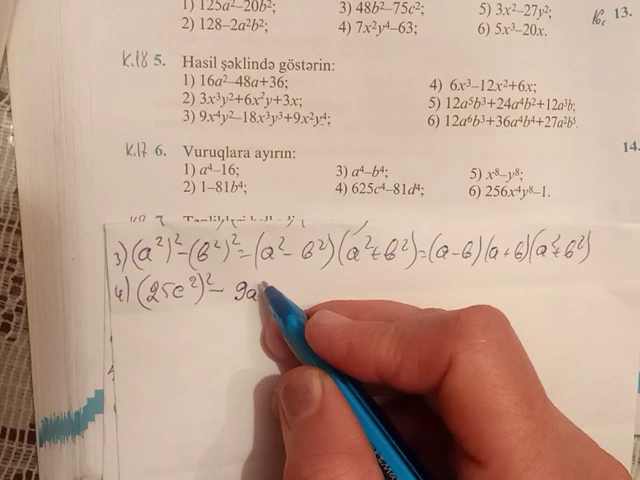 1) 125a²–20b²; 3) 48b²–75c²; 5) 3x²–27y²;
2) 128–2a²b²; 4) 7x²y⁴–63; 6) 5x³–20x.
13.
K.18 5. Hasil şəklində göstərin:
1) 16a²–48a+36; 4) 6x³–12x²+6x;
2) 3x³y²+6x²y+3x; 5) 12a⁵b³+24a⁴b²+12a³b;
3) 9x⁴y²–18x³y³+9x²y⁴; 6) 12a⁶b³+36a⁴b⁴+27a²b⁵.
K.17 6. Vuruqlara ayırın:
14.
1) a⁴–16; 3) a⁴–b⁴; 5) x⁸–y⁸;
2) 1–81b⁴; 4) 625c⁴–81d⁴; 6) 256x⁴y⁸–1.
3) (a²)²–(b²)²=(a²–b²)(a²+b²)=(a–b)(a+b)(a²+b²)
4) (25c²)²– 9